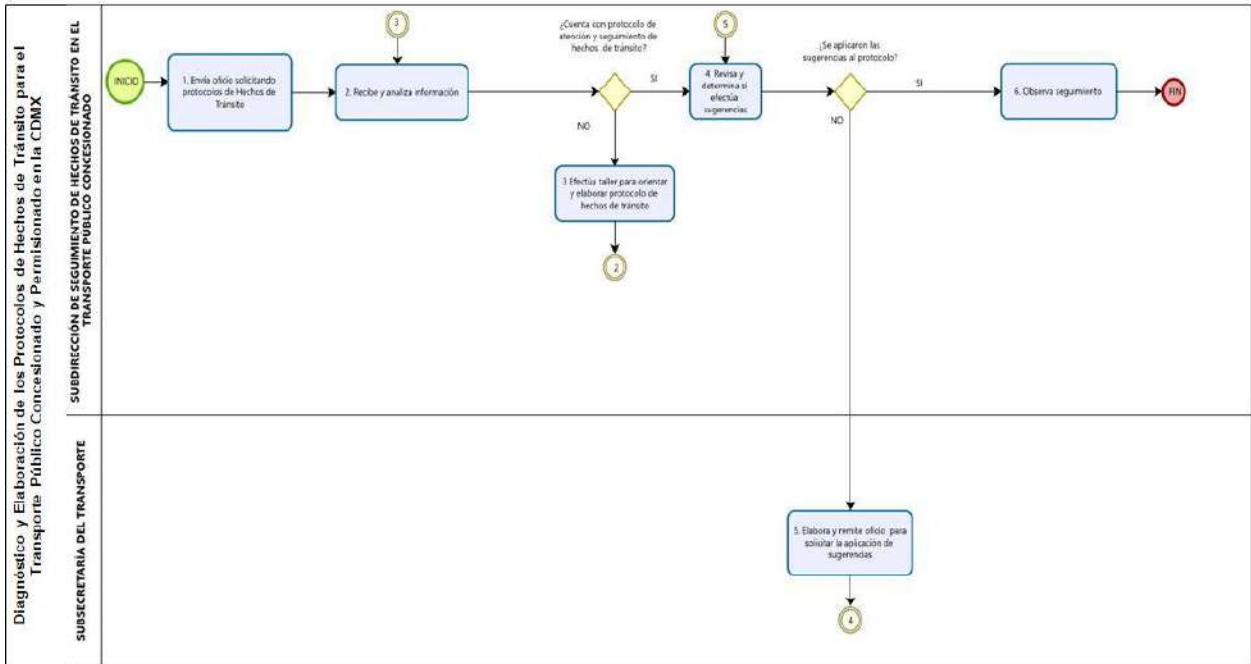 Diagnóstico y Elaboración de los Protocolos de Hechos de Tránsito para el
Transporte Público Concesionado y Permisionado en la CDMX
SUBDIRECCIÓN DE SEGUIMIENTO DE HECHOS DE TRÁNSITO EN EL
TRANSPORTE PÚBLICO CONCESIONADO
INICIO
1. Envía oficio solicitando
protocolos de Hechos de
Tránsito
3
2. Recibe y analiza información
¿Cuenta con protocolo de
atención y seguimiento de
hechos de tránsito?
SI
NO
3 Efectúa taller para orientar
y elaborar protocolo de
hechos de tránsito
2
5
4. Revisa y
determina si
efectúa
sugerencias
¿Se aplicaron las
sugerencias al protocolo?
SI
NO
6. Observa seguimiento
FIN
SUBSECRETARÍA DEL TRANSPORTE
5. Elabora y remite oficio para
solicitar la aplicación de
sugerencias
4